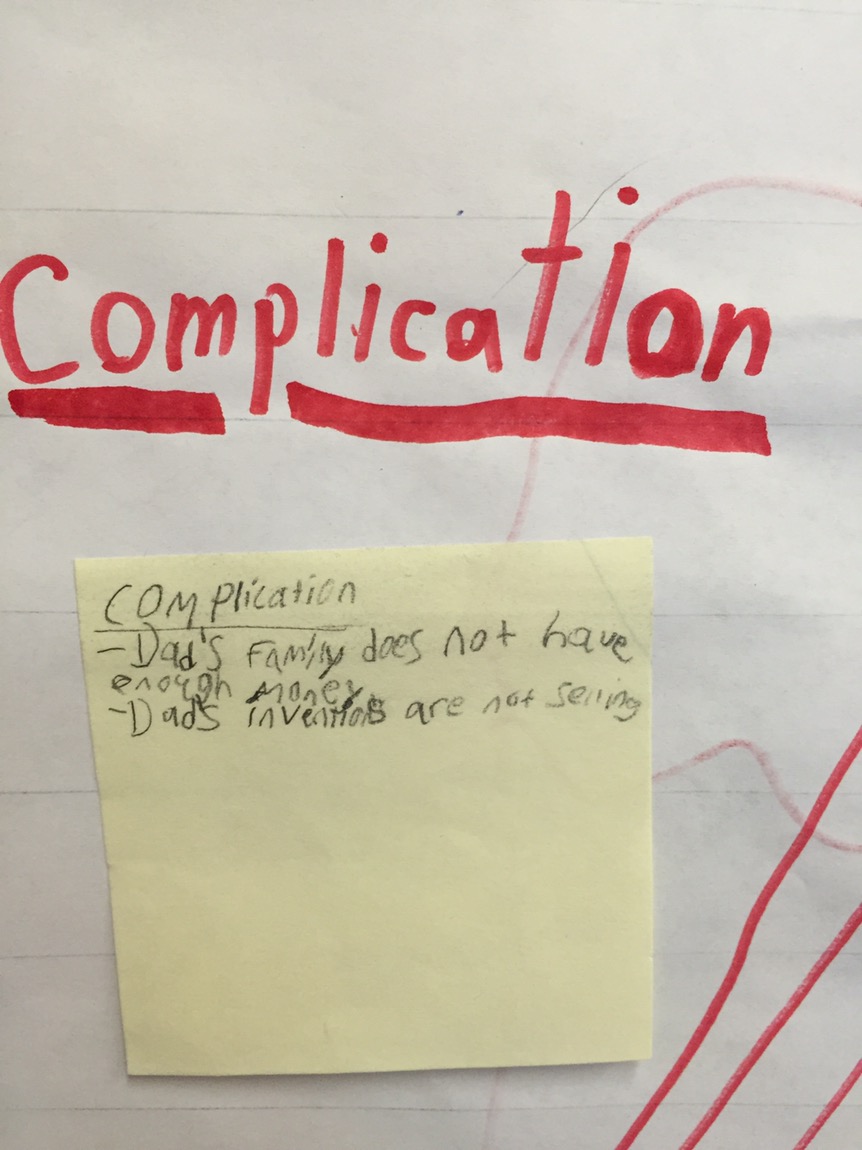 Complication
Complication
- Dad's Family does not have
enough money
- Dad's inventions are not selling